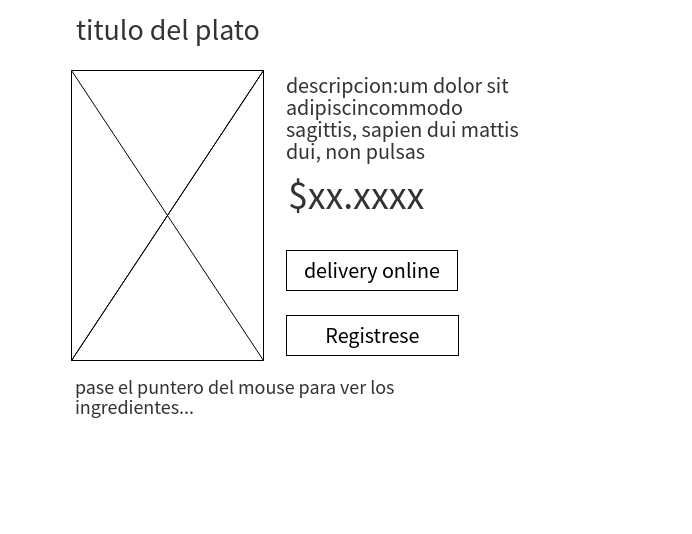 titulo del plato
descripcion:um dolor sit
adipiscincommodo
sagittis, sapien dui mattis
dui, non pulsas
$xx.xxxx
delivery online
Registrese
pase el puntero del mouse para ver los
ingredientes...